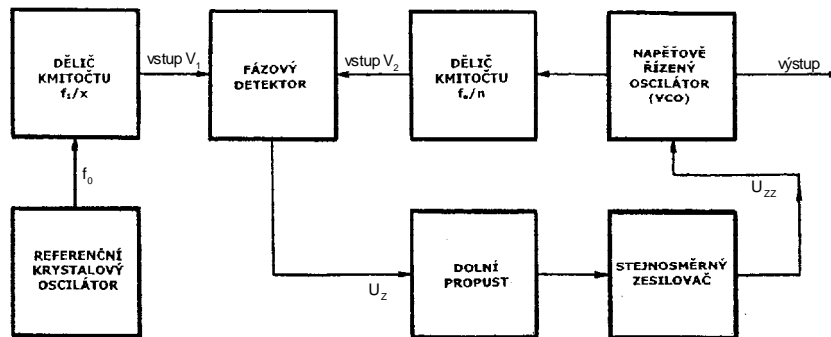 DĚLIČ
KMITOČTU
f₁/x
vstup V₁
FÁZOVÝ
DETEKTOR
vstup V₂
DĚLIČ
KMITOČTU
fₒ/n
NAPĚŤOVĚ
ŘÍZENÝ
OSCILÁTOR
(VCO)
výstup
f₀
U_ZZ
REFERENČNÍ
KRYSTALOVÝ
OSCILÁTOR
U_Z
DOLNÍ
PROPUST
STEJNOSMĚRNÝ
ZESILOVAČ